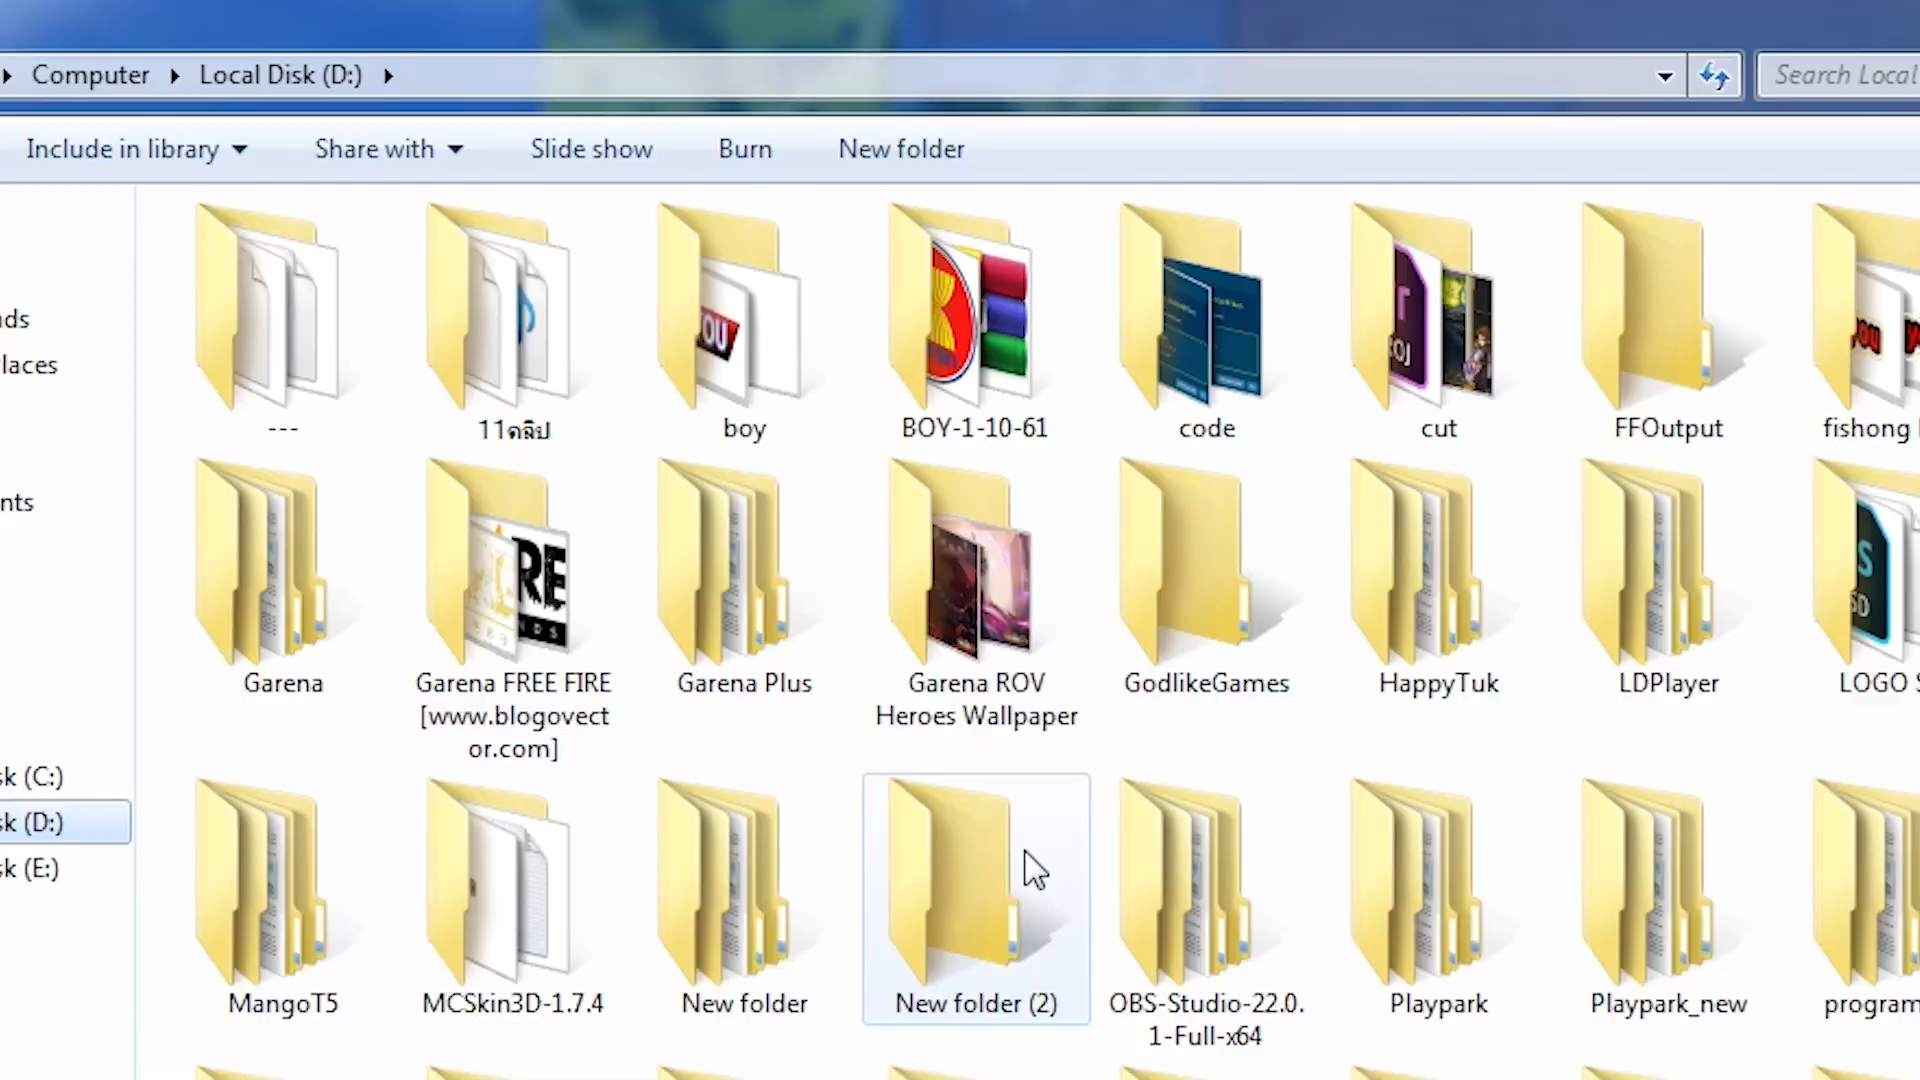 Computer Local Disk (D:)
Search Local
Include in library Share with Slide show Burn New folder
---
11คลิป
boy
BOY-1-10-61
code
cut
FFOutput
fishong
Garena
Garena FREE FIRE
[www.blogovect
or.com]
Garena Plus
Garena ROV
Heroes Wallpaper
GodlikeGames
HappyTuk
LDPlayer
LOGO S
MangoT5
MCSkin3D-1.7.4
New folder
New folder (2)
OBS-Studio-22.0.
1-Full-x64
Playpark
Playpark_new
program
ds
laces
nts
sk (C:)
sk (D:)
sk (E:)